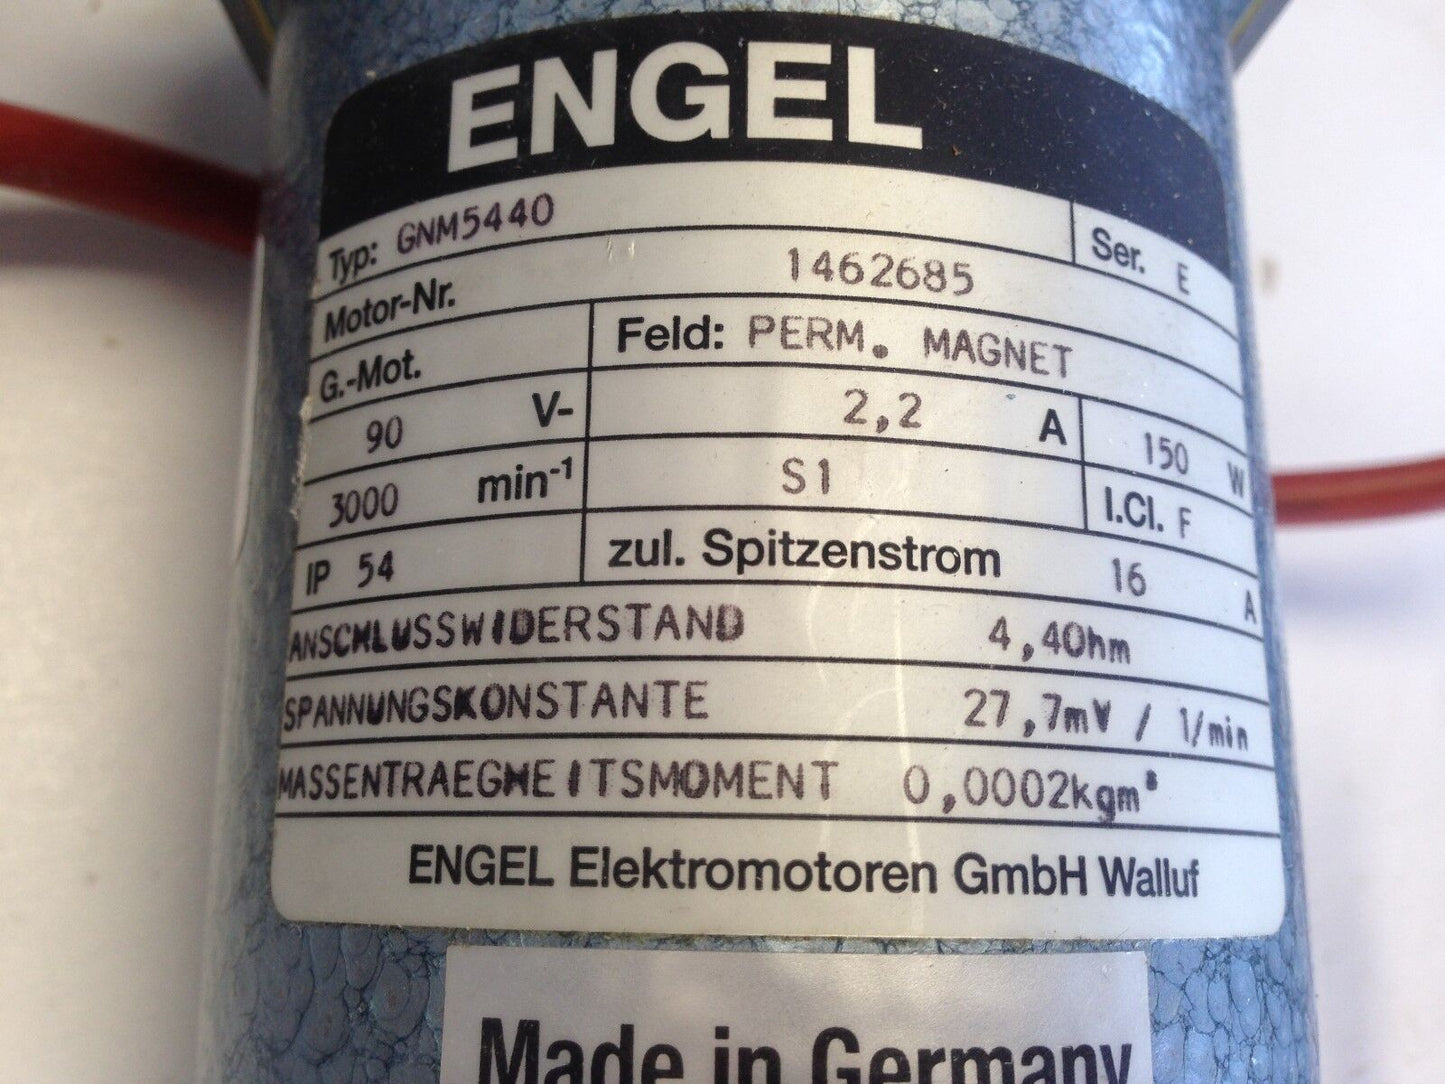 ENGEL
Typ: GNM5440 Ser. E
Motor-Nr. 1462685
G.-Mot. Feld: PERM. MAGNET
90 V- 2,2 A 150 W
3000 min⁻¹ S1 I.Cl. F
IP 54 zul. Spitzenstrom 16 A
ANSCHLUSSWIDERSTAND 4,4Ohm
SPANNUNGSKONSTANTE 27,7mV / 1/min
MASSENTRAEGHEITSMOMENT 0,0002kgm²
ENGEL Elektromotoren GmbH Walluf
Made in Germany